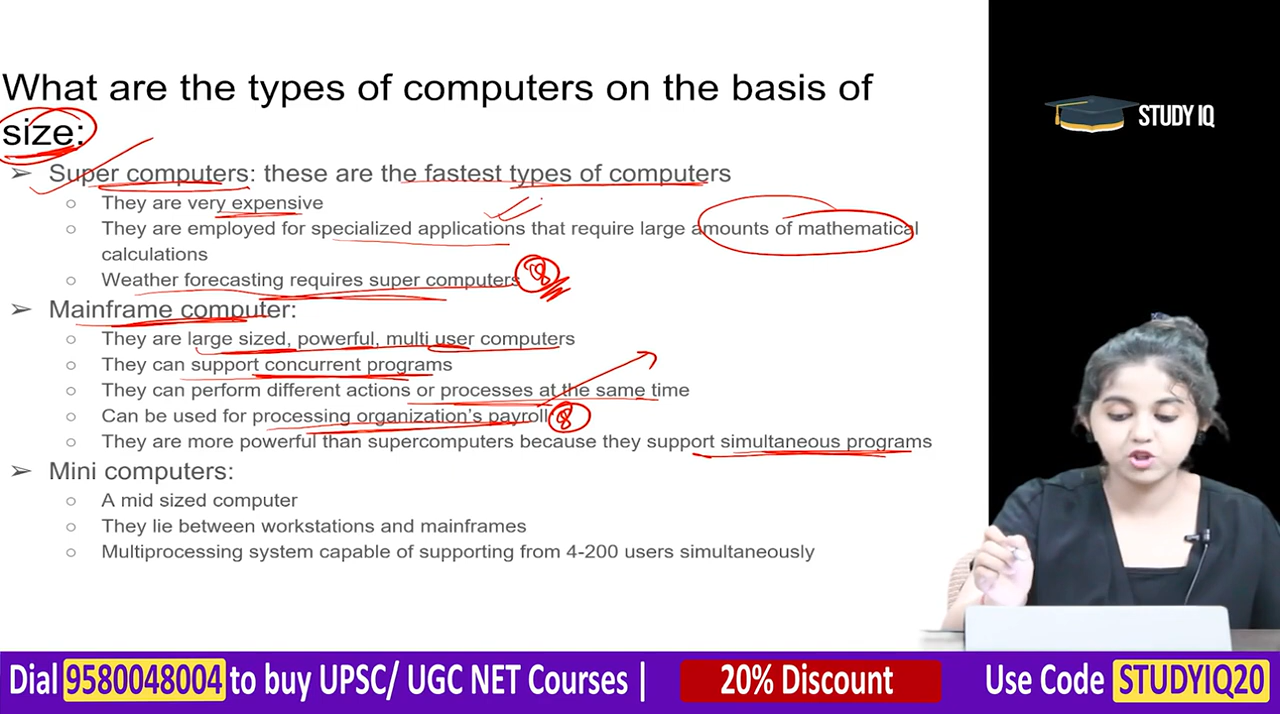 What are the types of computers on the basis of
size:
➢ Super computers: these are the fastest types of computers
○ They are very expensive
○ They are employed for specialized applications that require large amounts of mathematical
calculations
○ Weather forecasting requires super computers
➢ Mainframe computer:
○ They are large sized, powerful, multi user computers
○ They can support concurrent programs
○ They can perform different actions or processes at the same time
○ Can be used for processing organization's payroll
○ They are more powerful than supercomputers because they support simultaneous programs
➢ Mini computers:
○ A mid sized computer
○ They lie between workstations and mainframes
○ Multiprocessing system capable of supporting from 4-200 users simultaneously
STUDY IQ
Dial 9580048004 to buy UPSC/ UGC NET Courses | 20% Discount Use Code STUDYIQ20